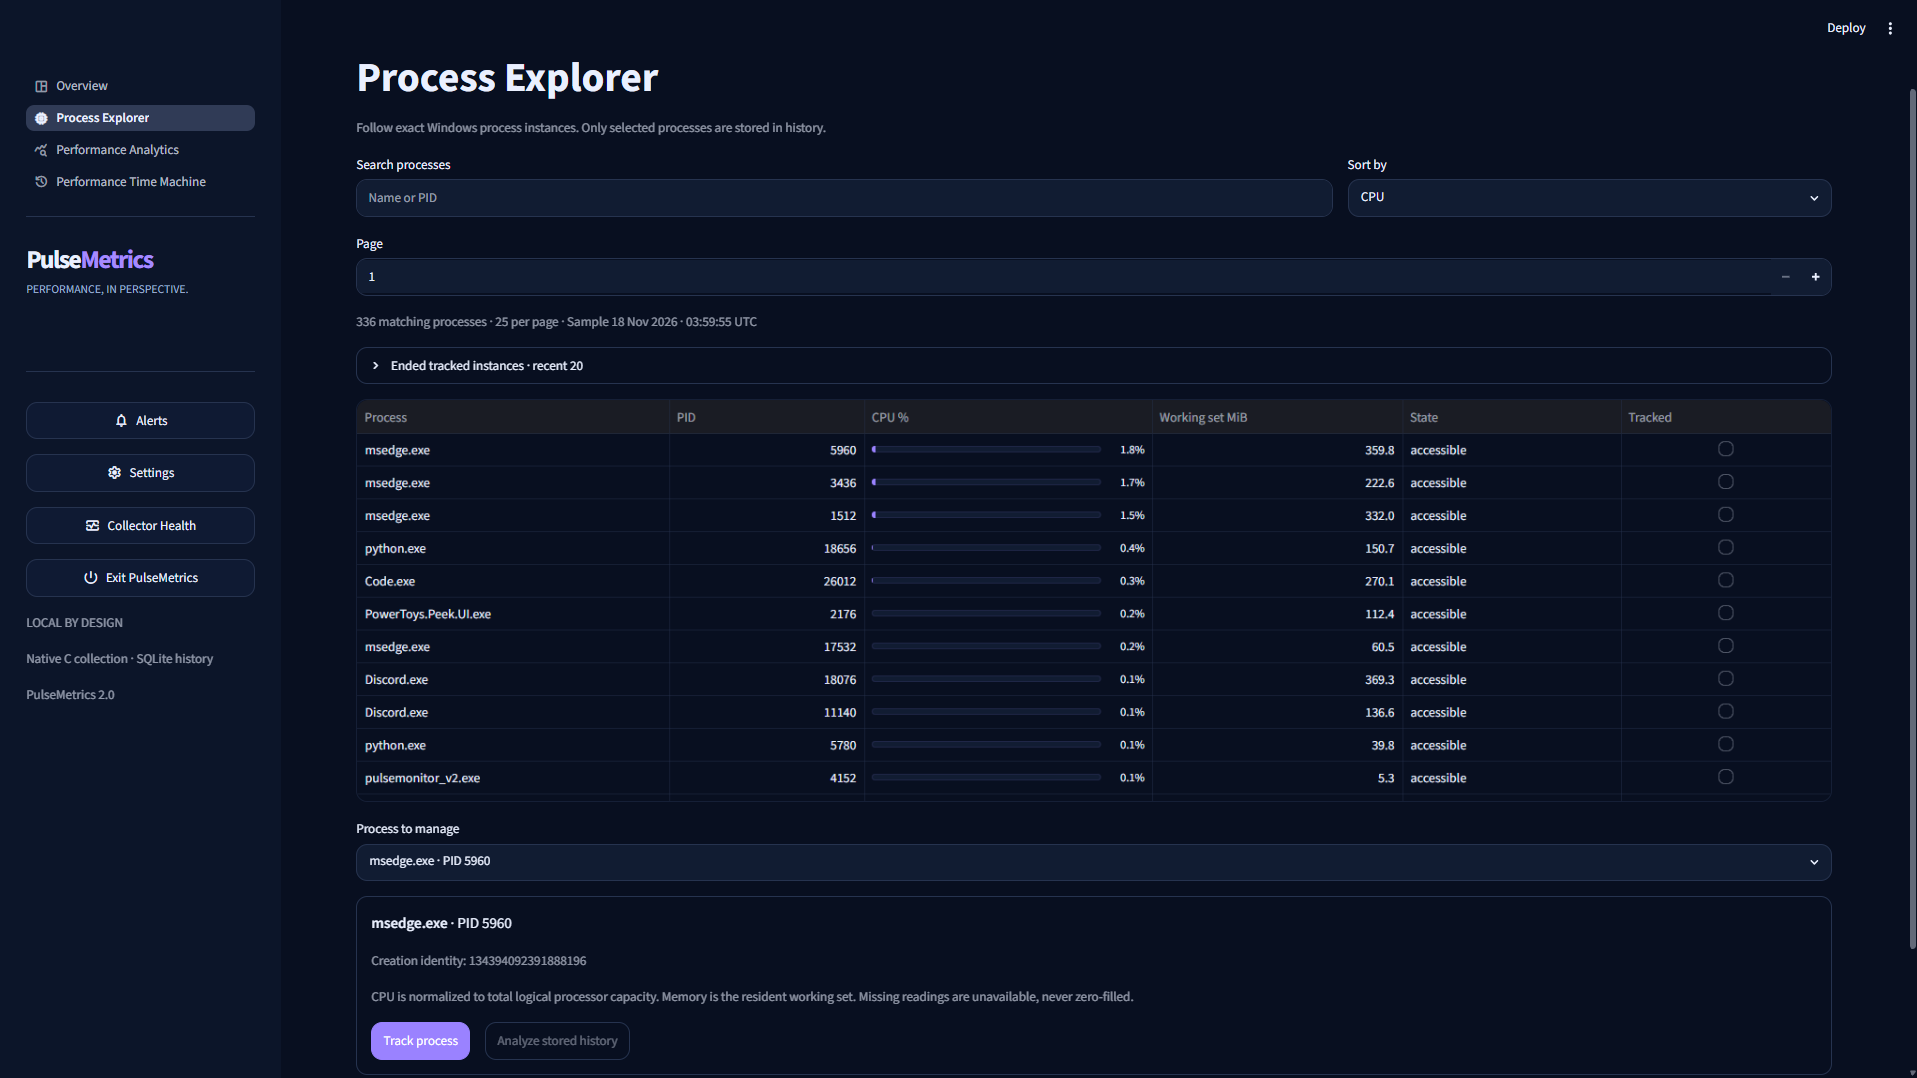 Deploy
Overview
Process Explorer
Performance Analytics
Performance Time Machine
PulseMetrics
PERFORMANCE, IN PERSPECTIVE.
Alerts
Settings
Collector Health
Exit PulseMetrics
LOCAL BY DESIGN
Native C collection · SQLite history
PulseMetrics 2.0
Process Explorer
Follow exact Windows process instances. Only selected processes are stored in history.
Search processes
Name or PID
Sort by
CPU
Page
1
336 matching processes · 25 per page · Sample 18 Nov 2026 · 03:59:55 UTC
Ended tracked instances · recent 20
Process PID CPU % Working set MiB State Tracked
msedge.exe 5960 1.8% 359.8 accessible
msedge.exe 3436 1.7% 222.6 accessible
msedge.exe 1512 1.5% 332.0 accessible
python.exe 18656 0.4% 150.7 accessible
Code.exe 26012 0.3% 270.1 accessible
PowerToys.Peek.UI.exe 2176 0.2% 112.4 accessible
msedge.exe 17532 0.2% 60.5 accessible
Discord.exe 18076 0.1% 369.3 accessible
Discord.exe 11140 0.1% 136.6 accessible
python.exe 5780 0.1% 39.8 accessible
pulsemonitor_v2.exe 4152 0.1% 5.3 accessible
Process to manage
msedge.exe · PID 5960
msedge.exe · PID 5960
Creation identity: 134394092391888196
CPU is normalized to total logical processor capacity. Memory is the resident working set. Missing readings are unavailable, never zero-filled.
Track process
Analyze stored history